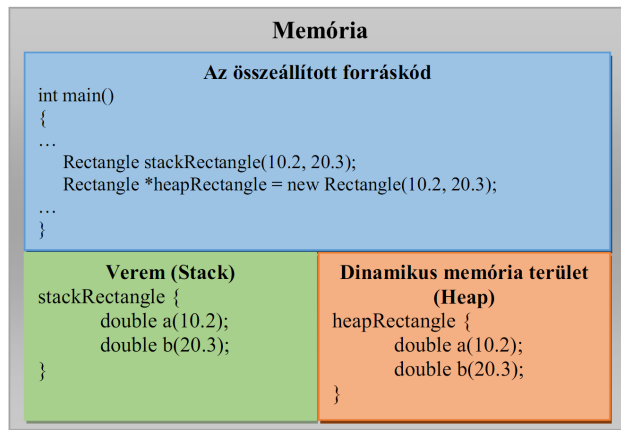 Memória
Az összeállított forráskód
int main()
{
…
Rectangle stackRectangle(10.2, 20.3);
Rectangle *heapRectangle = new Rectangle(10.2, 20.3);
…
}
Verem (Stack)
stackRectangle {
double a(10.2);
double b(20.3);
}
Dinamikus memória terület
(Heap)
heapRectangle {
double a(10.2);
double b(20.3);
}